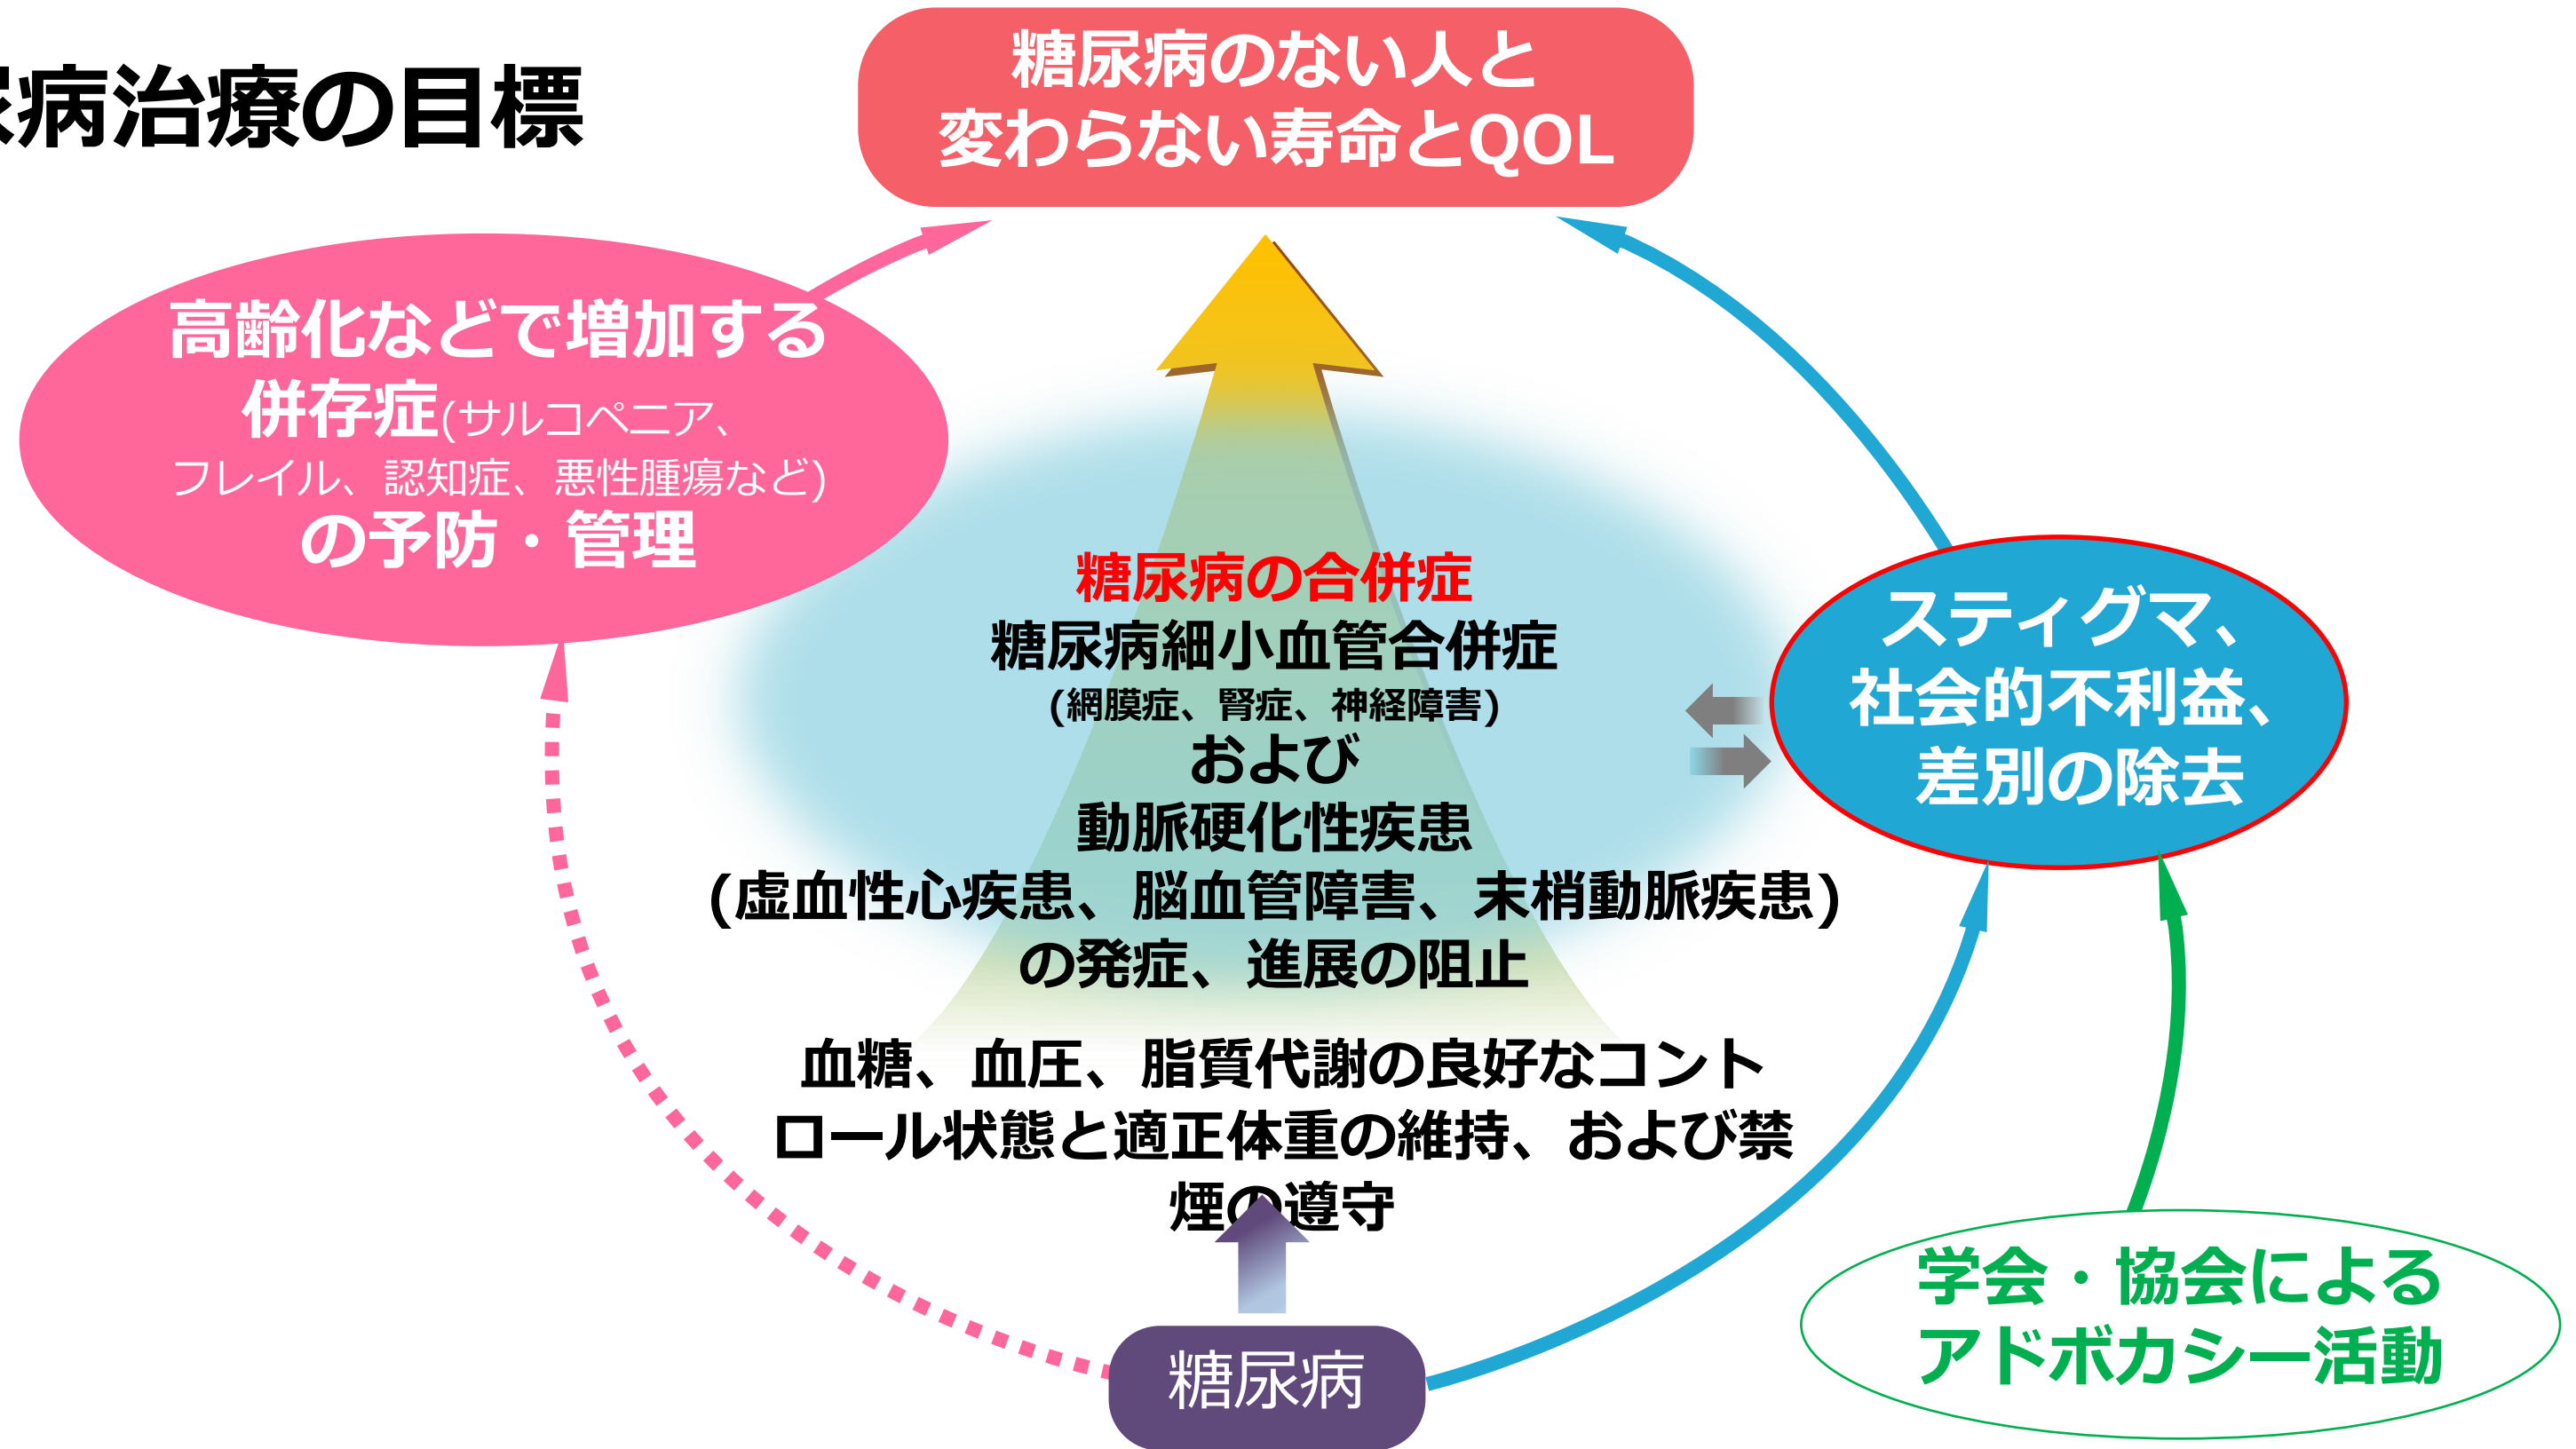 尿病治療の目標
糖尿病のない人と
変わらない寿命とQOL
高齢化などで増加する
併存症(サルコペニア、
フレイル、認知症、悪性腫瘍など)
の予防・管理
糖尿病の合併症
糖尿病細小血管合併症
(網膜症、腎症、神経障害)
および
動脈硬化性疾患
(虚血性心疾患、脳血管障害、末梢動脈疾患)
の発症、進展の阻止
スティグマ、
社会的不利益、
差別の除去
血糖、血圧、脂質代謝の良好なコント
ロール状態と適正体重の維持、および禁
煙の遵守
糖尿病
学会・協会による
アドボカシー活動